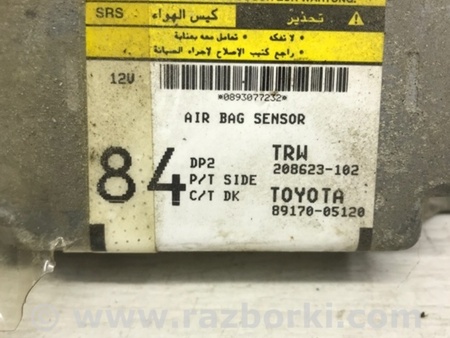 SRS كيس الهواء تحذير
• لا تفكه • تعامل معه بعناية
• راجع كتيب الإصلاح لاجراء الصيانة
12V
*0893077232*
AIR BAG SENSOR
84
DP2 TRW
P/T SIDE 208623-102
C/T DK TOYOTA
89170-05120
www.razborki.com